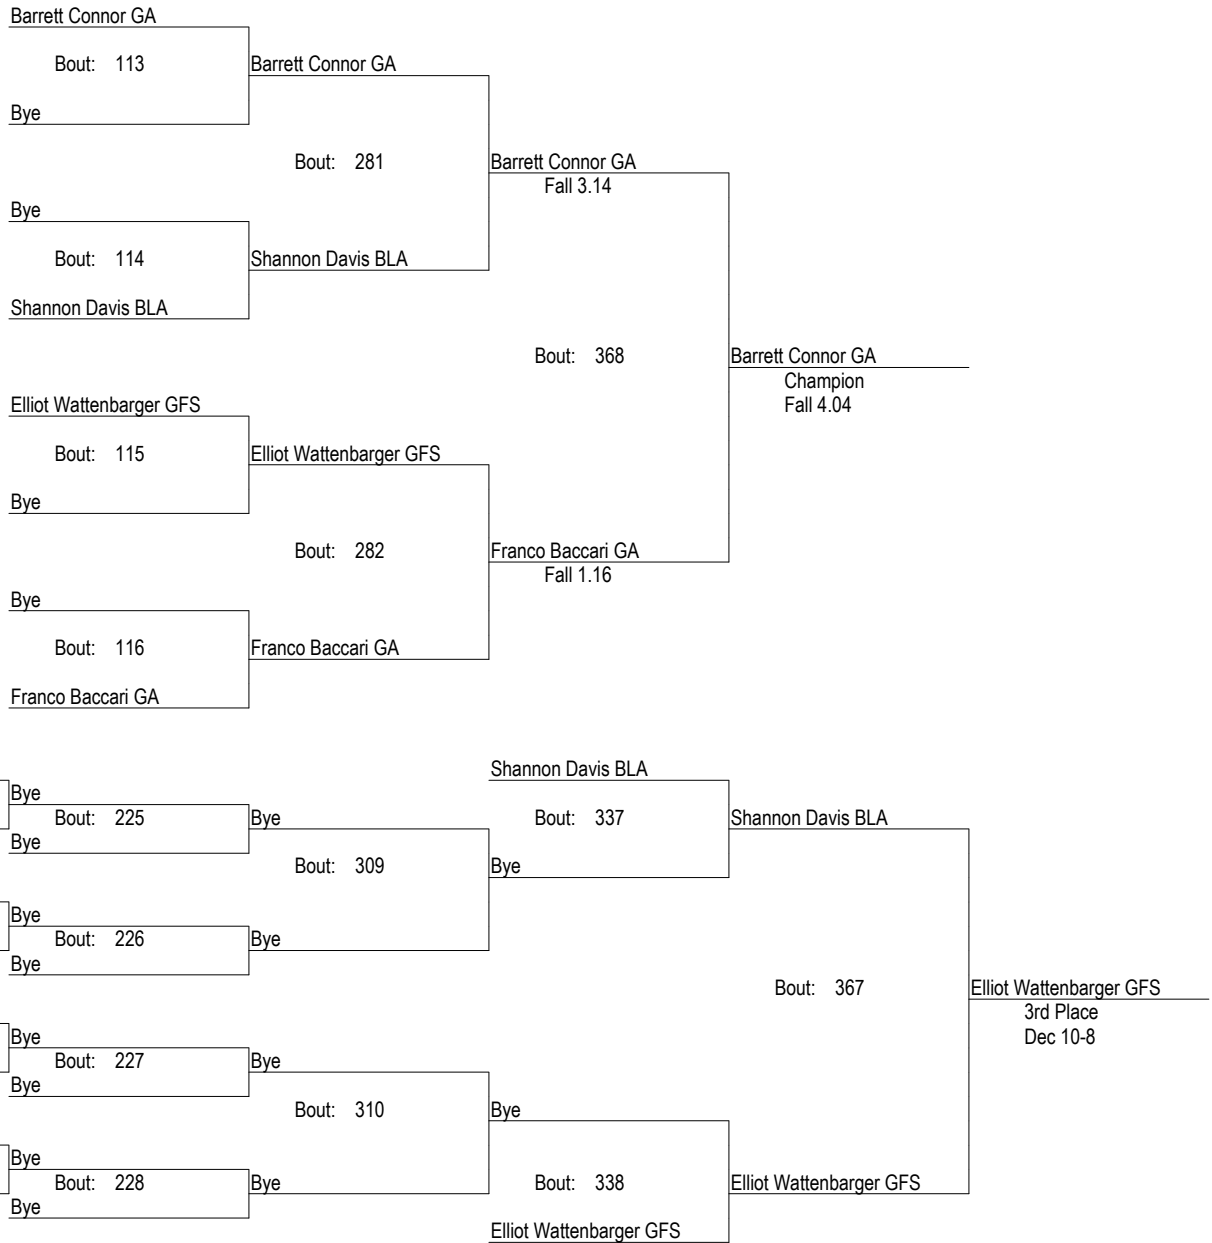 Barrett Connor GA
Bout: 113 Barrett Connor GA
Bye
Bout: 281 Barrett Connor GA
Fall 3.14
Bye
Bout: 114 Shannon Davis BLA
Shannon Davis BLA
Bout: 368 Barrett Connor GA
Champion
Elliot Wattenbarger GFS Fall 4.04
Bout: 115 Elliot Wattenbarger GFS
Bye
Bout: 282 Franco Baccari GA
Fall 1.16
Bye
Bout: 116 Franco Baccari GA
Franco Baccari GA
Shannon Davis BLA
Bye
Bout: 225 Bye Bout: 337 Shannon Davis BLA
Bye
Bout: 309 Bye
Bye
Bout: 226 Bye
Bye
Bout: 367 Elliot Wattenbarger GFS
3rd Place
Bye Dec 10-8
Bout: 227 Bye
Bye
Bout: 310 Bye
Bye
Bout: 228 Bye Bout: 338 Elliot Wattenbarger GFS
Bye
Elliot Wattenbarger GFS